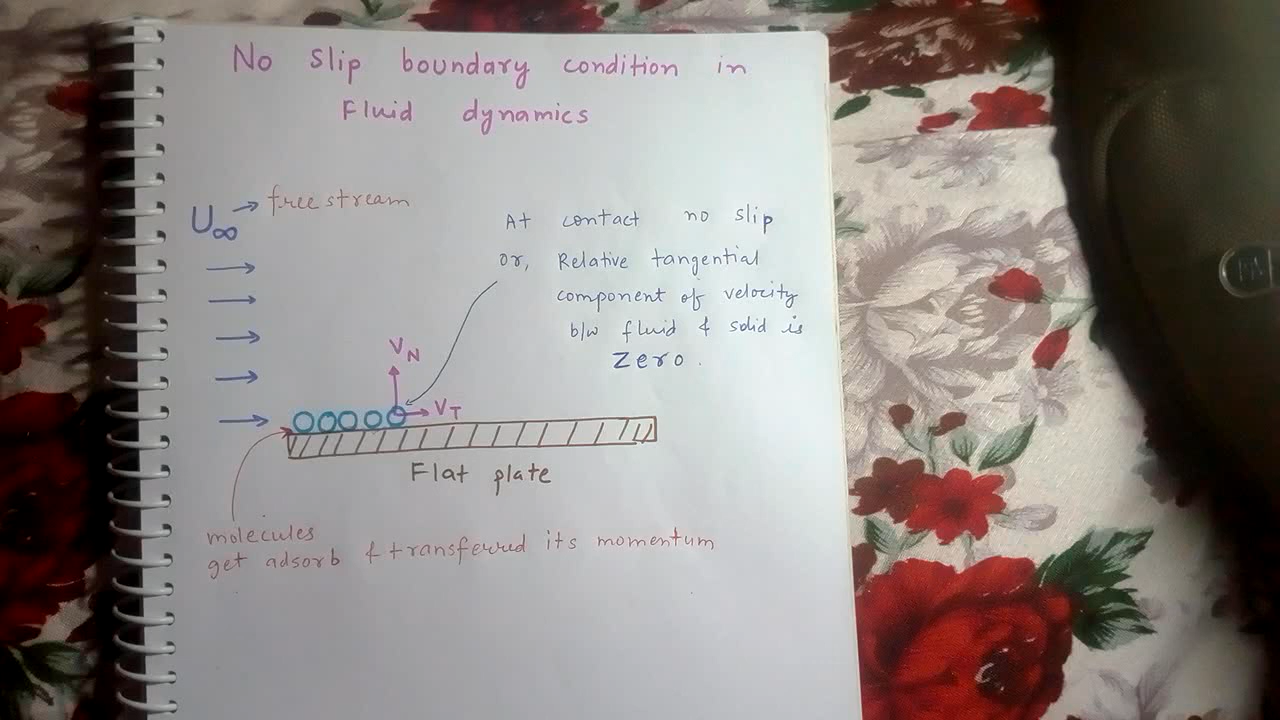 No slip boundary condition in
Fluid dynamics
U∞ → free stream
At contact no slip
or, Relative tangential
component of velocity
b/w fluid & solid is
Zero.
VN
VT
Flat plate
molecules
get adsorb & transferred its momentum